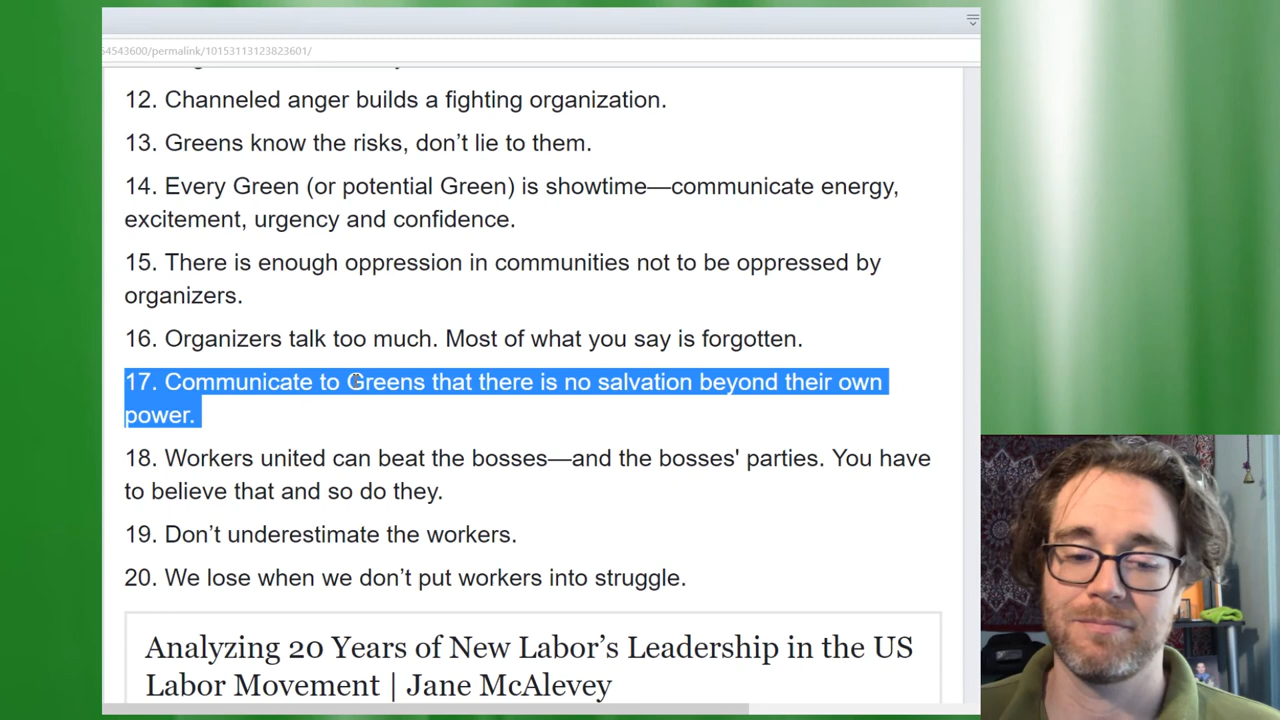 54543600/permalink/10153113123823601/
12. Channeled anger builds a fighting organization.
13. Greens know the risks, don’t lie to them.
14. Every Green (or potential Green) is showtime—communicate energy,
excitement, urgency and confidence.
15. There is enough oppression in communities not to be oppressed by
organizers.
16. Organizers talk too much. Most of what you say is forgotten.
17. Communicate to Greens that there is no salvation beyond their own
power.
18. Workers united can beat the bosses—and the bosses' parties. You have
to believe that and so do they.
19. Don’t underestimate the workers.
20. We lose when we don’t put workers into struggle.
Analyzing 20 Years of New Labor’s Leadership in the US
Labor Movement | Jane McAlevey